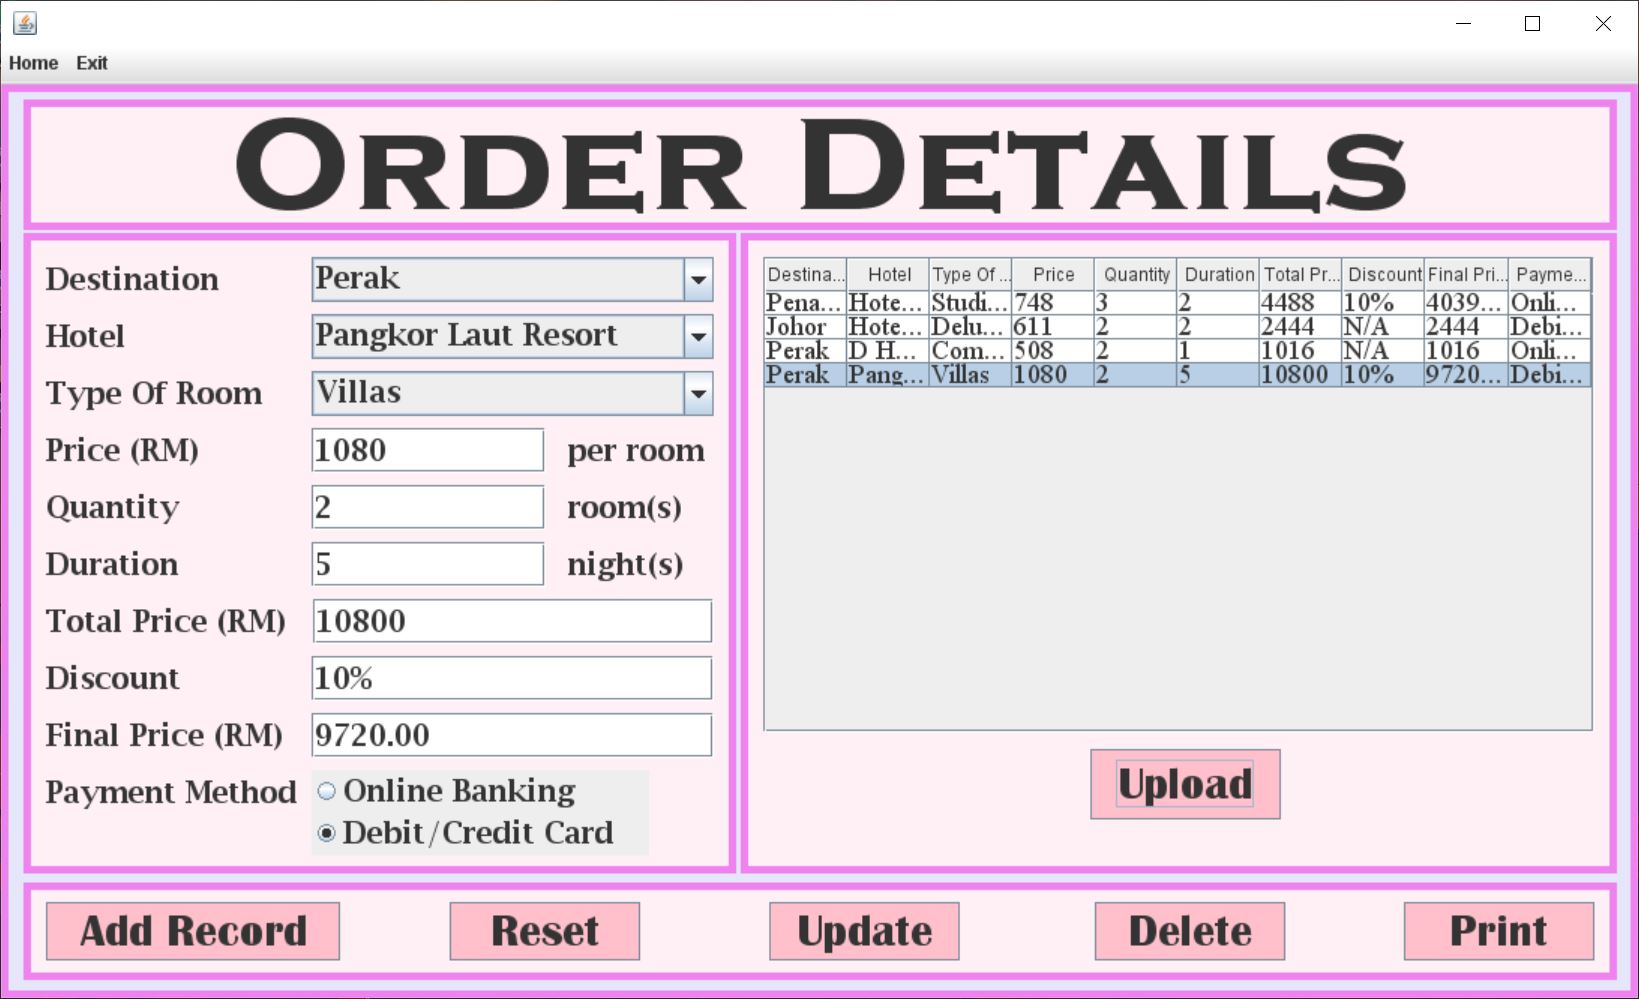 Home Exit
ORDER DETAILS
Destination Perak
Hotel Pangkor Laut Resort
Type Of Room Villas
Price (RM) 1080 per room
Quantity 2 room(s)
Duration 5 night(s)
Total Price (RM) 10800
Discount 10%
Final Price (RM) 9720.00
Payment Method Online Banking
Debit/Credit Card
Destina... Hotel Type Of ... Price Quantity Duration Total Pr... Discount Final Pri... Payme...
Pena... Hote... Studi... 748 3 2 4488 10% 4039... Onli...
Johor Hote... Delu... 611 2 2 2444 N/A 2444 Debi...
Perak D H... Com... 508 2 1 1016 N/A 1016 Onli...
Perak Pang... Villas 1080 2 5 10800 10% 9720... Debi...
Upload
Add Record Reset Update Delete Print